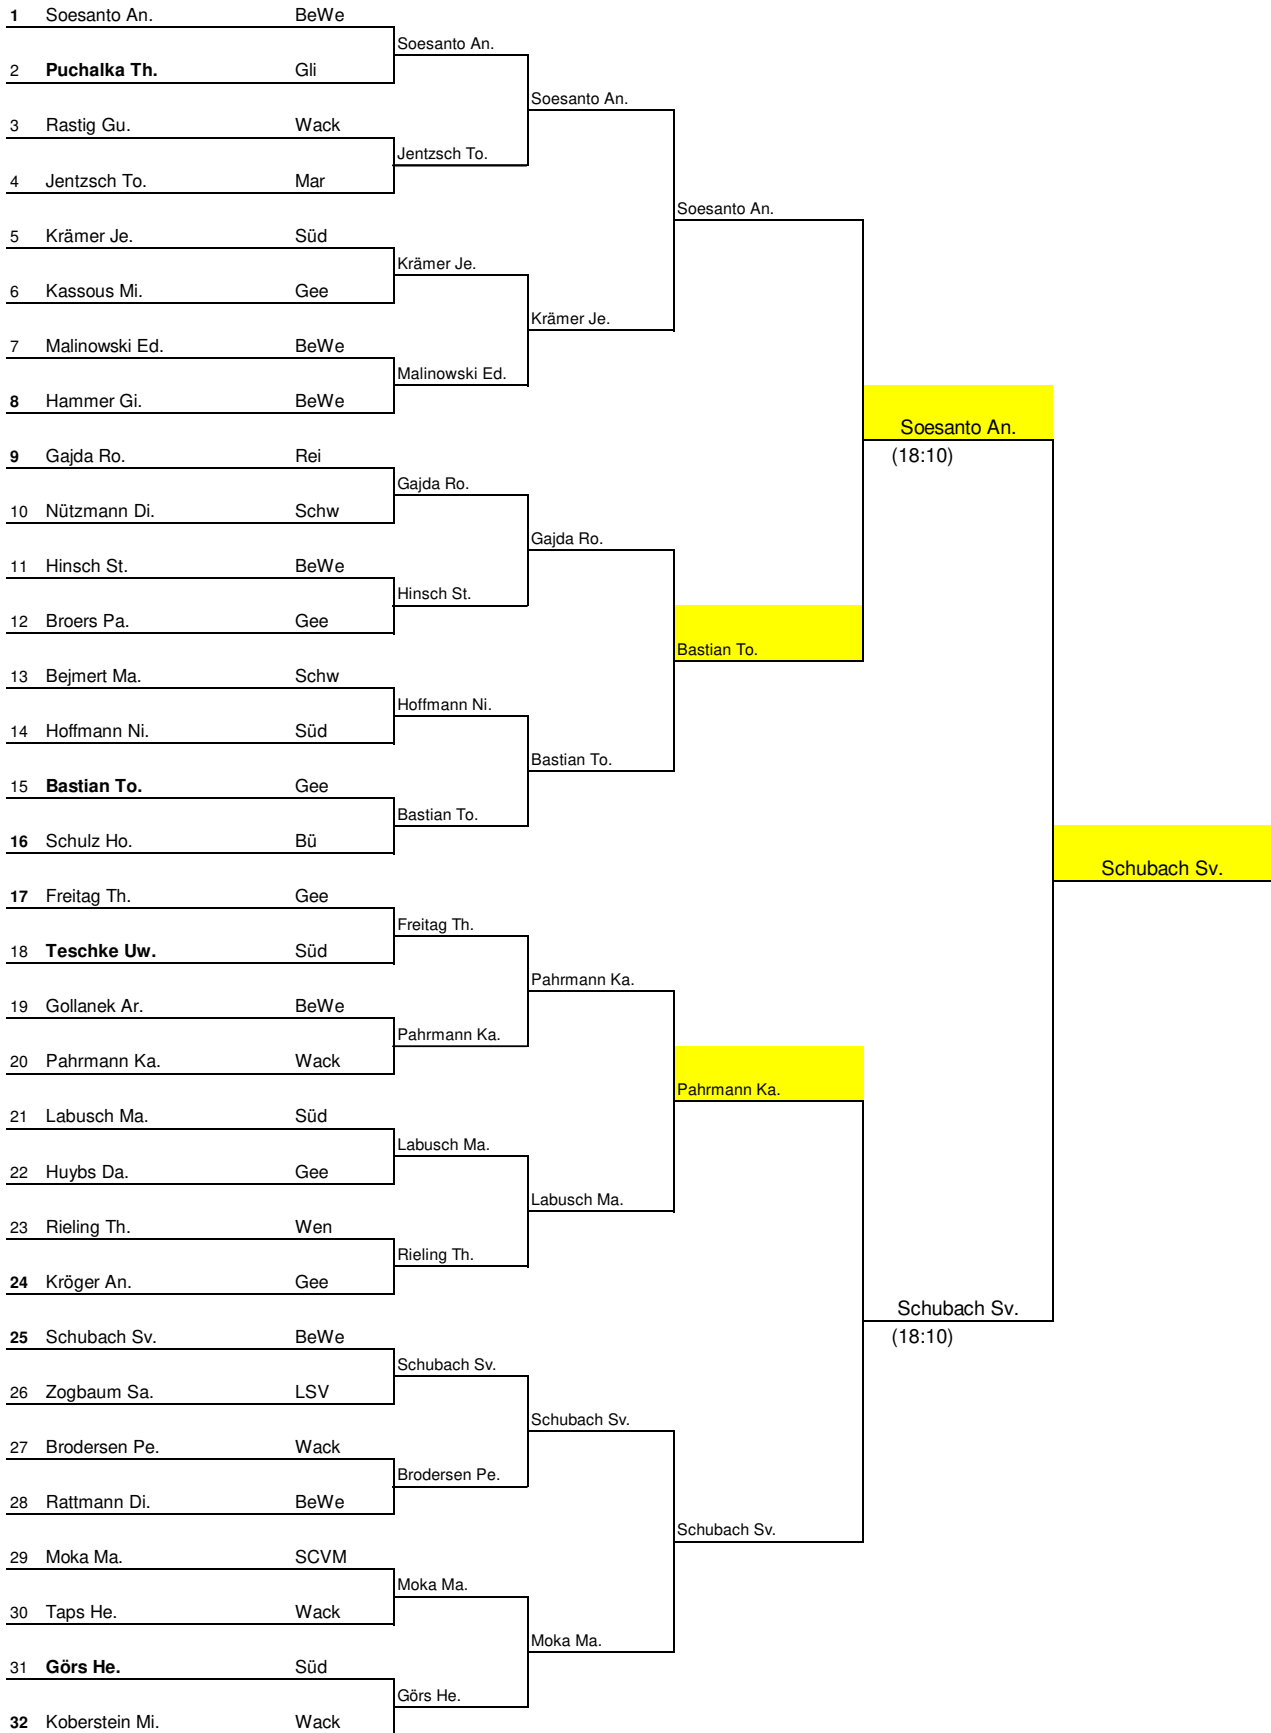 1 Soesanto An. BeWe
Soesanto An.
2 Puchalka Th. Gli
Soesanto An.
3 Rastig Gu. Wack
Jentzsch To.
4 Jentzsch To. Mar
Soesanto An.
5 Krämer Je. Süd
Krämer Je.
6 Kassous Mi. Gee
Krämer Je.
7 Malinowski Ed. BeWe
Malinowski Ed.
8 Hammer Gi. BeWe
Soesanto An.
9 Gajda Ro. Rei
(18:10)
Gajda Ro.
10 Nützmann Di. Schw
Gajda Ro.
11 Hinsch St. BeWe
Hinsch St.
12 Broers Pa. Gee
Bastian To.
13 Bejmert Ma. Schw
Hoffmann Ni.
14 Hoffmann Ni. Süd
Bastian To.
15 Bastian To. Gee
Bastian To.
16 Schulz Ho. Bü
Schubach Sv.
17 Freitag Th. Gee
Freitag Th.
18 Teschke Uw. Süd
Pahrmann Ka.
19 Gollanek Ar. BeWe
Pahrmann Ka.
20 Pahrmann Ka. Wack
Pahrmann Ka.
21 Labusch Ma. Süd
Labusch Ma.
22 Huybs Da. Gee
Labusch Ma.
23 Rieling Th. Wen
Rieling Th.
24 Kröger An. Gee
Schubach Sv.
25 Schubach Sv. BeWe
(18:10)
Schubach Sv.
26 Zogbaum Sa. LSV
Schubach Sv.
27 Brodersen Pe. Wack
Brodersen Pe.
28 Rattmann Di. BeWe
Schubach Sv.
29 Moka Ma. SCVM
Moka Ma.
30 Taps He. Wack
Moka Ma.
31 Görs He. Süd
Görs He.
32 Koberstein Mi. Wack